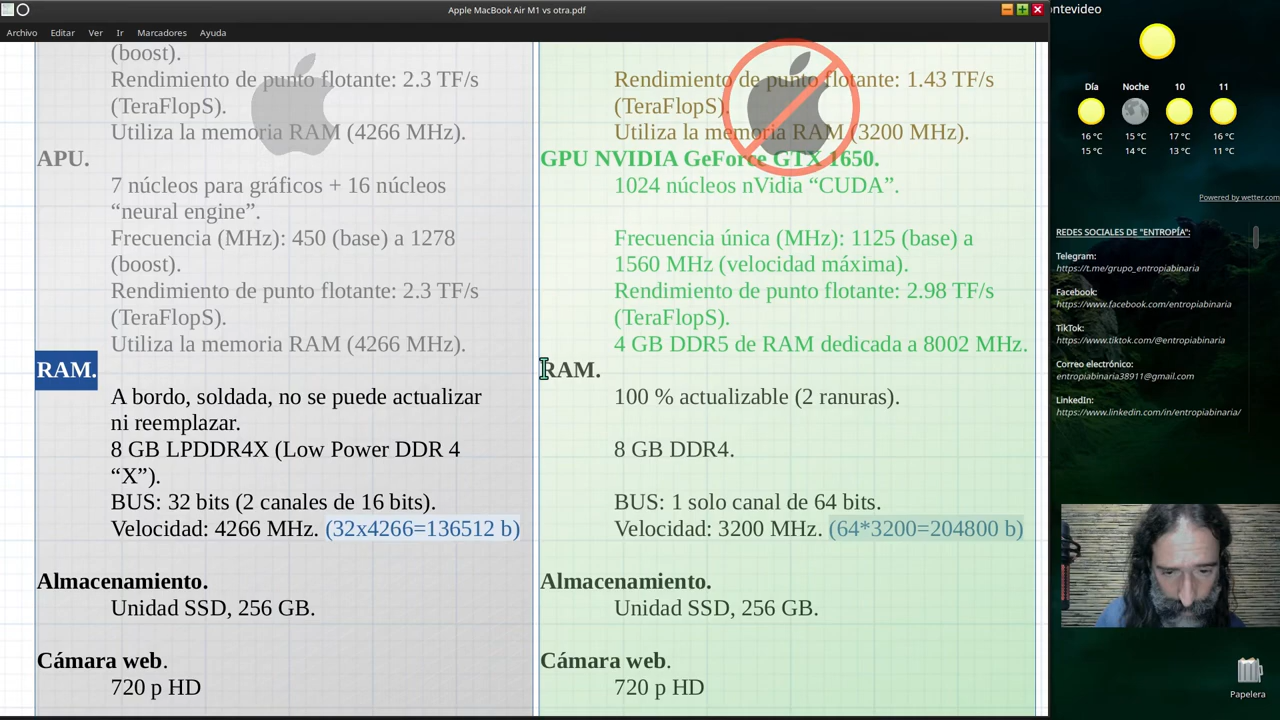 Apple MacBook Air M1 vs otra.pdf
Archivo Editar Ver Ir Marcadores Ayuda
(boost).
Rendimiento de punto flotante: 2.3 TF/s
(TeraFlopS).
Utiliza la memoria RAM (4266 MHz).
APU.
7 núcleos para gráficos + 16 núcleos
“neural engine”.
Frecuencia (MHz): 450 (base) a 1278
(boost).
Rendimiento de punto flotante: 2.3 TF/s
(TeraFlopS).
Utiliza la memoria RAM (4266 MHz).
RAM.
A bordo, soldada, no se puede actualizar
ni reemplazar.
8 GB LPDDR4X (Low Power DDR 4
“X”).
BUS: 32 bits (2 canales de 16 bits).
Velocidad: 4266 MHz. (32x4266=136512 b)
Almacenamiento.
Unidad SSD, 256 GB.
Cámara web.
720 p HD
Rendimiento de punto flotante: 1.43 TF/s
(TeraFlopS).
Utiliza la memoria RAM (3200 MHz).
GPU NVIDIA GeForce GTX 1650.
1024 núcleos nVidia “CUDA”.
Frecuencia única (MHz): 1125 (base) a
1560 MHz (velocidad máxima).
Rendimiento de punto flotante: 2.98 TF/s
(TeraFlopS).
4 GB DDR5 de RAM dedicada a 8002 MHz.
RAM.
100 % actualizable (2 ranuras).
8 GB DDR4.
BUS: 1 solo canal de 64 bits.
Velocidad: 3200 MHz. (64*3200=204800 b)
Almacenamiento.
Unidad SSD, 256 GB.
Cámara web.
720 p HD
ontevideo
Día Noche 10 11
16 °C 15 °C 17 °C 16 °C
15 °C 14 °C 13 °C 11 °C
Powered by wetter.com
REDES SOCIALES DE "ENTROPÍA":
Telegram:
https://t.me/grupo_entropiabinaria
Facebook:
https://www.facebook.com/entropiabinaria
TikTok:
https://www.tiktok.com/@entropiabinaria
Correo electrónico:
entropiabinaria38911@gmail.com
LinkedIn:
https://www.linkedin.com/in/entropiabinaria/
Papelera